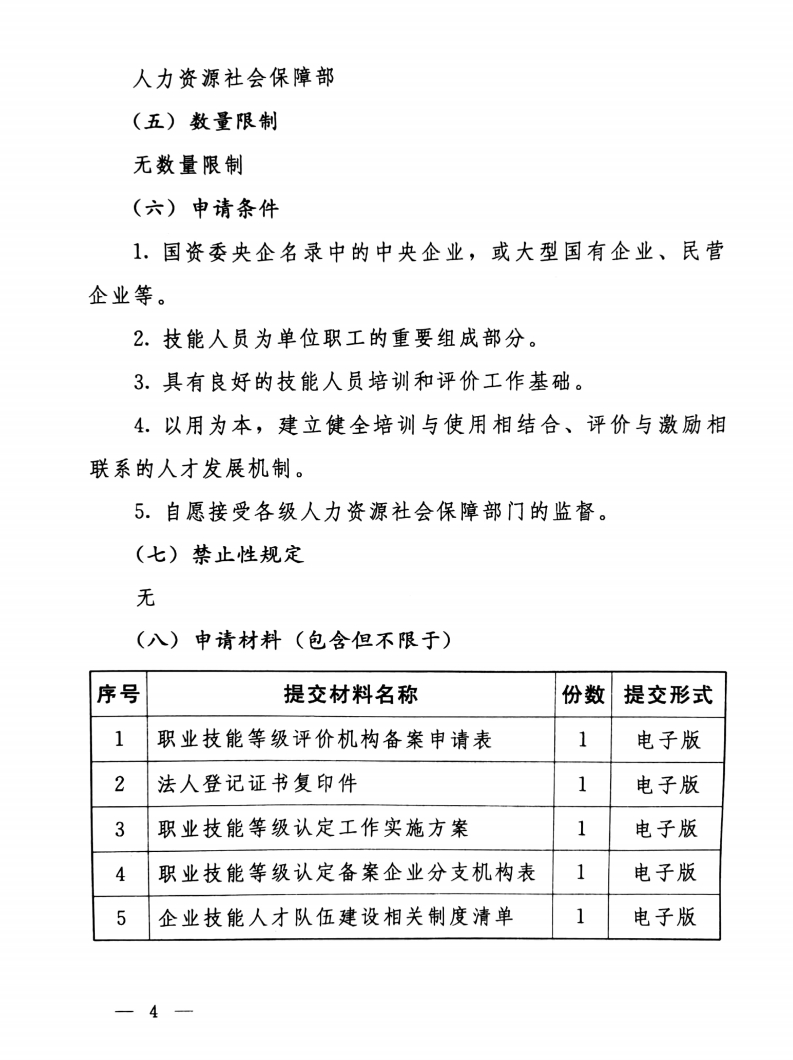 人力资源社会保障部
（五）数量限制
无数量限制
（六）申请条件
1. 国资委央企名录中的中央企业，或大型国有企业、民营
企业等。
2. 技能人员为单位职工的重要组成部分。
3. 具有良好的技能人员培训和评价工作基础。
4. 以用为本，建立健全培训与使用相结合、评价与激励相
联系的人才发展机制。
5. 自愿接受各级人力资源社会保障部门的监督。
（七）禁止性规定
无
（八）申请材料（包含但不限于）
序号 提交材料名称 份数 提交形式
1 职业技能等级评价机构备案申请表 1 电子版
2 法人登记证书复印件 1 电子版
3 职业技能等级认定工作实施方案 1 电子版
4 职业技能等级认定备案企业分支机构表 1 电子版
5 企业技能人才队伍建设相关制度清单 1 电子版
— 4 —